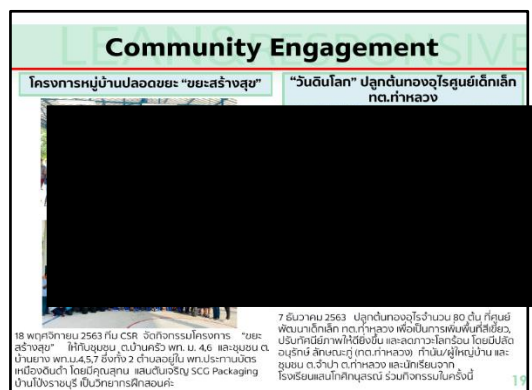 LEAN & RESPONSIVE
Community Engagement
โครงการหมู่บ้านปลอดขยะ “ขยะสร้างสุข”
“วันดินโลก” ปลูกต้นทองอุไรศูนย์เด็กเล็ก
ทต.ท่าหลวง
18 พฤศจิกายน 2563 ทีม CSR จัดกิจกรรมโครงการ “ขยะ
สร้างสุข” ให้กับชุมชน ต.บ้านครัว พท. ม. 4,6 และชุมชน ต.
บ้านยาง พท.ม.4,5,7 ซึ่งทั้ง 2 ตำบลอยู่ใน พท.ประทานบัตร
เหมืองดินดำ โดยมีคุณสุทน แสนตันเจริญ SCG Packaging
บ้านโป่งราชบุรี เป็นวิทยากรฝึกสอนค่ะ
7 ธันวาคม 2563 ปลูกต้นทองอุไรจำนวน 80 ต้น ที่ศูนย์
พัฒนาเด็กเล็ก ทต.ท่าหลวง เพื่อเป็นการเพิ่มพื้นที่สีเขียว,
ปรับทัศนียภาพให้ดียิ่งขึ้น และลดภาวะโลกร้อน โดยมีปลัด
อนุรักษ์ ลักษณะกู่ (ทต.ท่าหลวง) กำนัน/ผู้ใหญ่บ้าน และ
ชุมชน ต.จำปา ต.ท่าหลวง และนักเรียนจาก
โรงเรียนแสนโกศิกนุสรณ์ ร่วมกิจกรรมในครั้งนี้